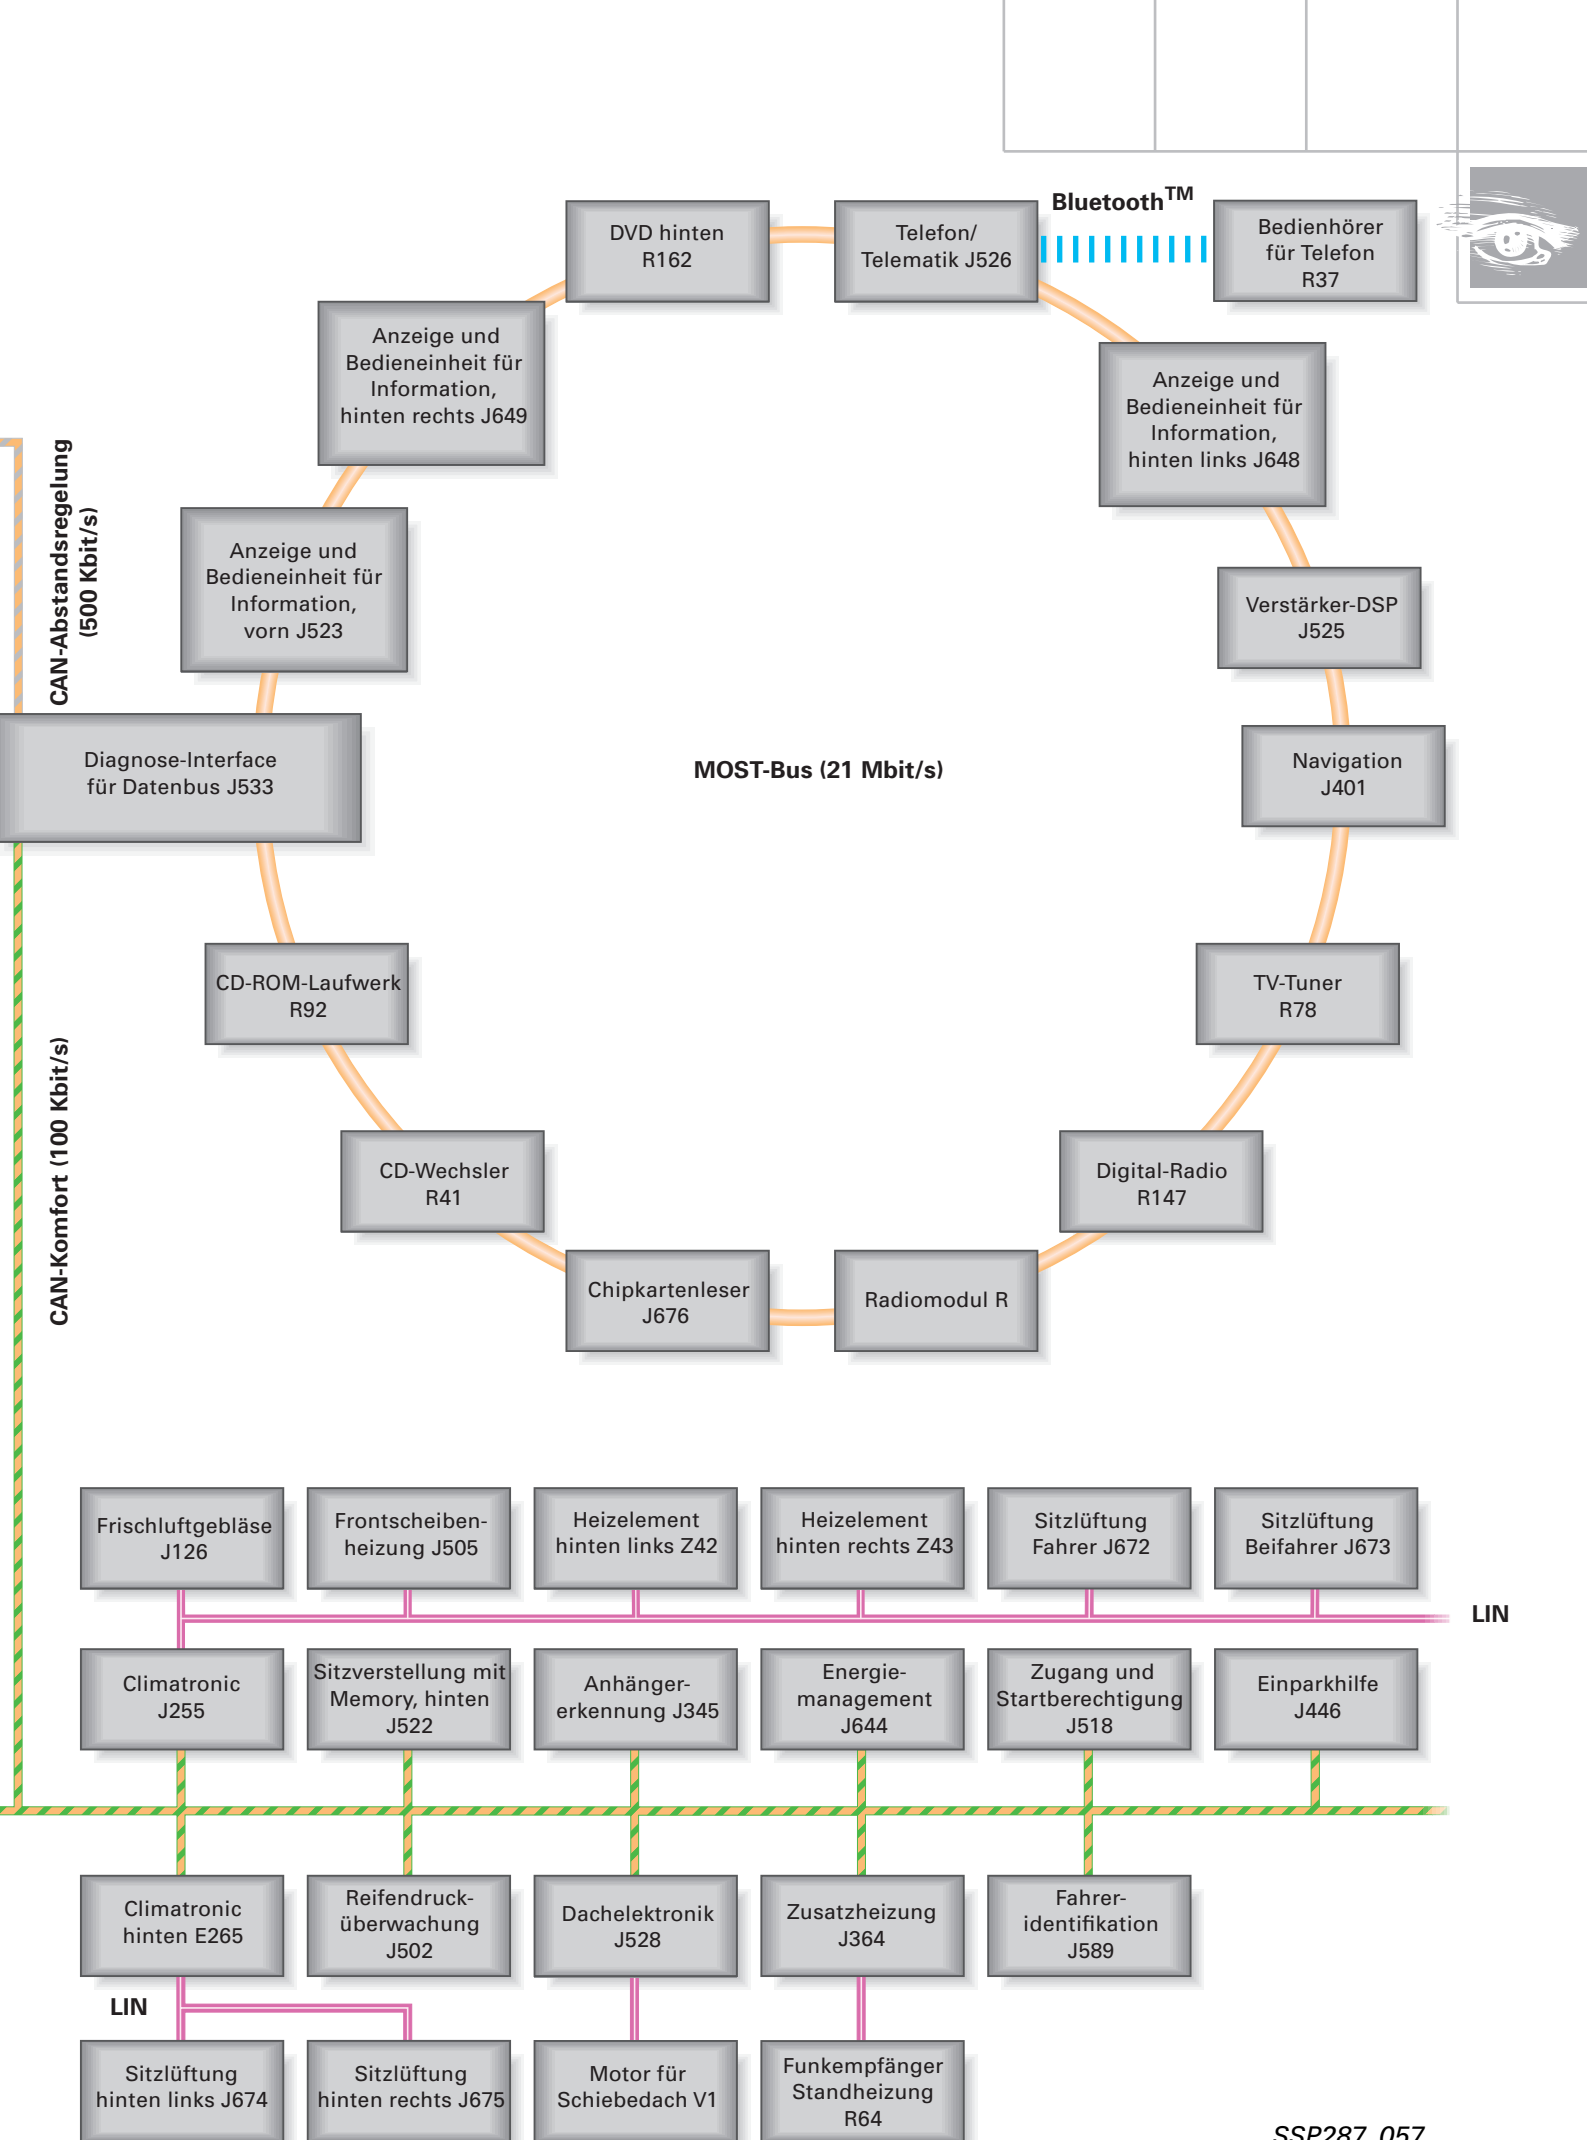 Bluetooth™
DVD hinten
R162
Telefon/
Telematik J526
Bedienhörer
für Telefon
R37
Anzeige und
Bedieneinheit für
Information,
hinten rechts J649
Anzeige und
Bedieneinheit für
Information,
hinten links J648
CAN-Abstandsregelung
(500 Kbit/s)
Anzeige und
Bedieneinheit für
Information,
vorn J523
Verstärker-DSP
J525
Diagnose-Interface
für Datenbus J533
MOST-Bus (21 Mbit/s)
Navigation
J401
CD-ROM-Laufwerk
R92
TV-Tuner
R78
CAN-Komfort (100 Kbit/s)
CD-Wechsler
R41
Digital-Radio
R147
Chipkartenleser
J676
Radiomodul R
Frischluftgebläse
J126
Frontscheiben-
heizung J505
Heizelement
hinten links Z42
Heizelement
hinten rechts Z43
Sitzlüftung
Fahrer J672
Sitzlüftung
Beifahrer J673
LIN
Climatronic
J255
Sitzverstellung mit
Memory, hinten
J522
Anhänger-
erkennung J345
Energie-
management
J644
Zugang und
Startberechtigung
J518
Einparkhilfe
J446
Climatronic
hinten E265
Reifendruck-
überwachung
J502
Dachelektronik
J528
Zusatzheizung
J364
Fahrer-
identifikation
J589
LIN
Sitzlüftung
hinten links J674
Sitzlüftung
hinten rechts J675
Motor für
Schiebedach V1
Funkempfänger
Standheizung
R64
SSP287_057